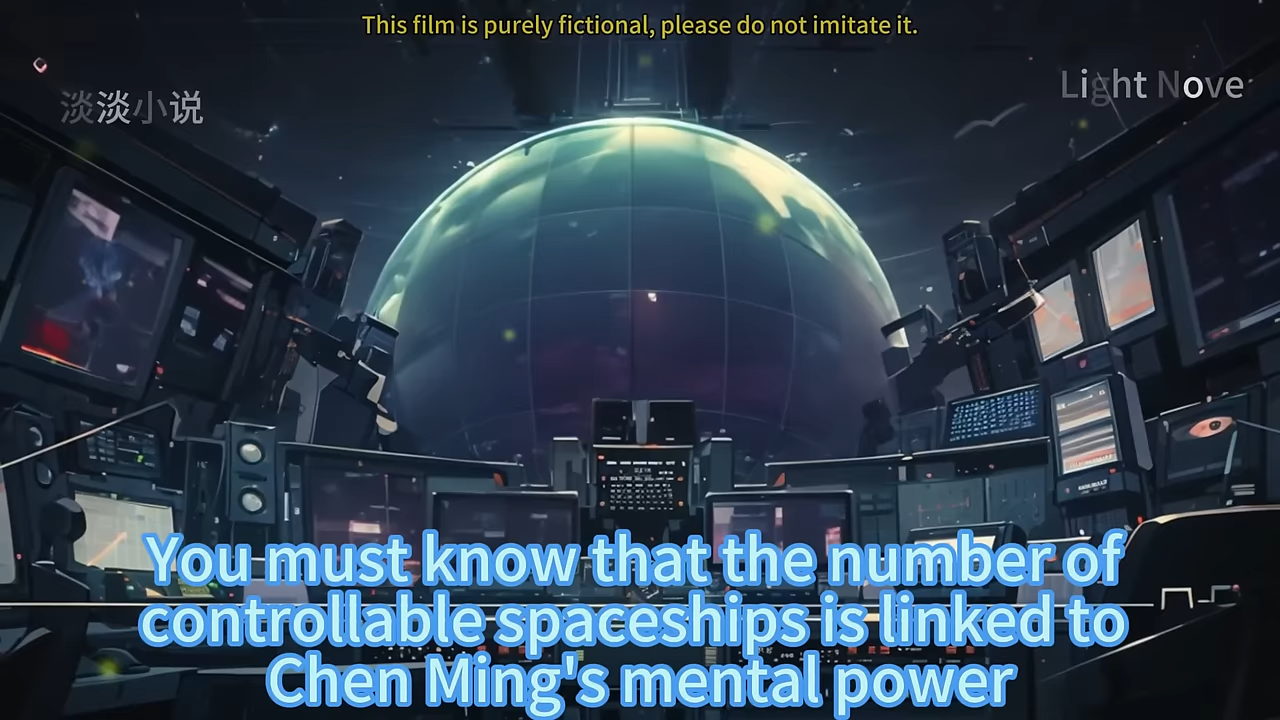 This film is purely fictional, please do not imitate it.
淡淡小说
Light Nove
You must know that the number of
controllable spaceships is linked to
Chen Ming's mental power